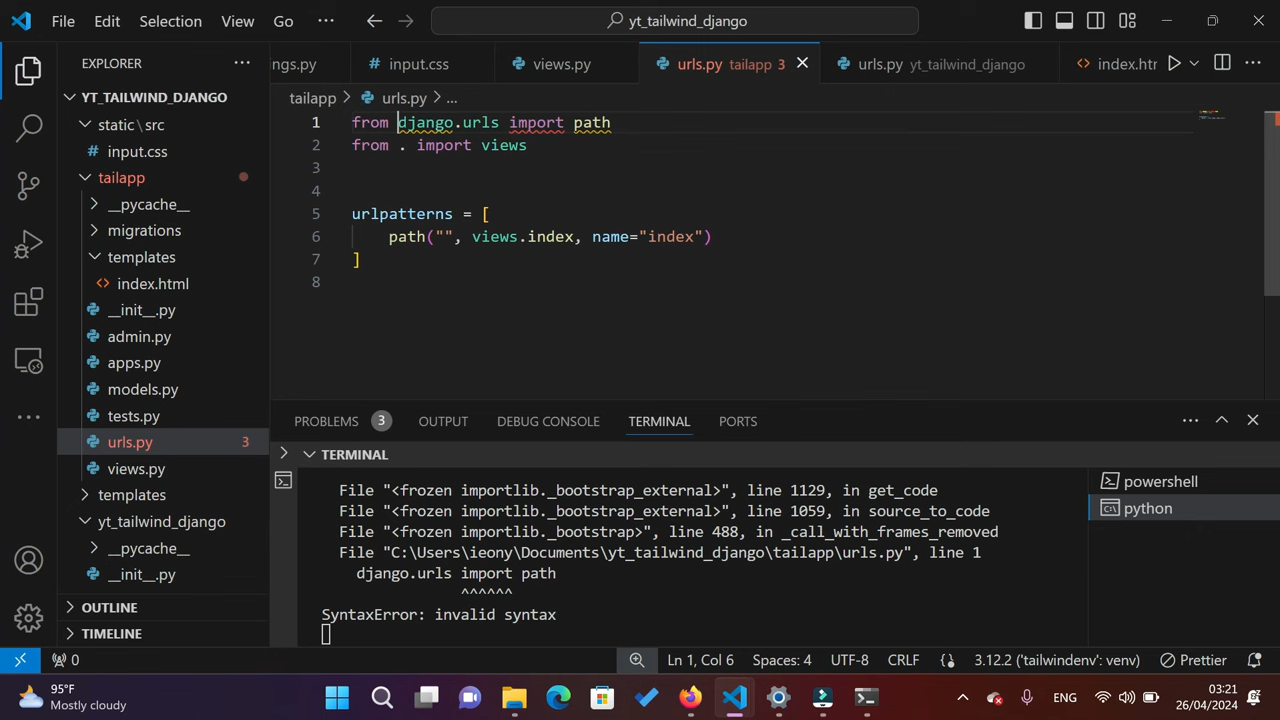 File Edit Selection View Go ··· yt_tailwind_django
EXPLORER ···
YT_TAILWIND_DJANGO
static\src
# input.css
tailapp
__pycache__
migrations
templates
<> index.html
__init__.py
admin.py
apps.py
models.py
tests.py
urls.py 3
views.py
templates
yt_tailwind_django
__pycache__
__init__.py
OUTLINE
TIMELINE
ngs.py # input.css views.py urls.py tailapp 3 urls.py yt_tailwind_django <> index.htr
tailapp > urls.py > ...
1 from django.urls import path
2 from . import views
3
4
5 urlpatterns = [
6 path("", views.index, name="index")
7 ]
8
PROBLEMS 3 OUTPUT DEBUG CONSOLE TERMINAL PORTS
TERMINAL
File "<frozen importlib._bootstrap_external>", line 1129, in get_code
File "<frozen importlib._bootstrap_external>", line 1059, in source_to_code
File "<frozen importlib._bootstrap>", line 488, in _call_with_frames_removed
File "C:\Users\ieony\Documents\yt_tailwind_django\tailapp\urls.py", line 1
django.urls import path
^^^^^^
SyntaxError: invalid syntax
powershell
python
0 Ln 1, Col 6 Spaces: 4 UTF-8 CRLF {} 3.12.2 ('tailwindenv': venv) Prettier
95°F
Mostly cloudy
ENG
03:21
26/04/2024